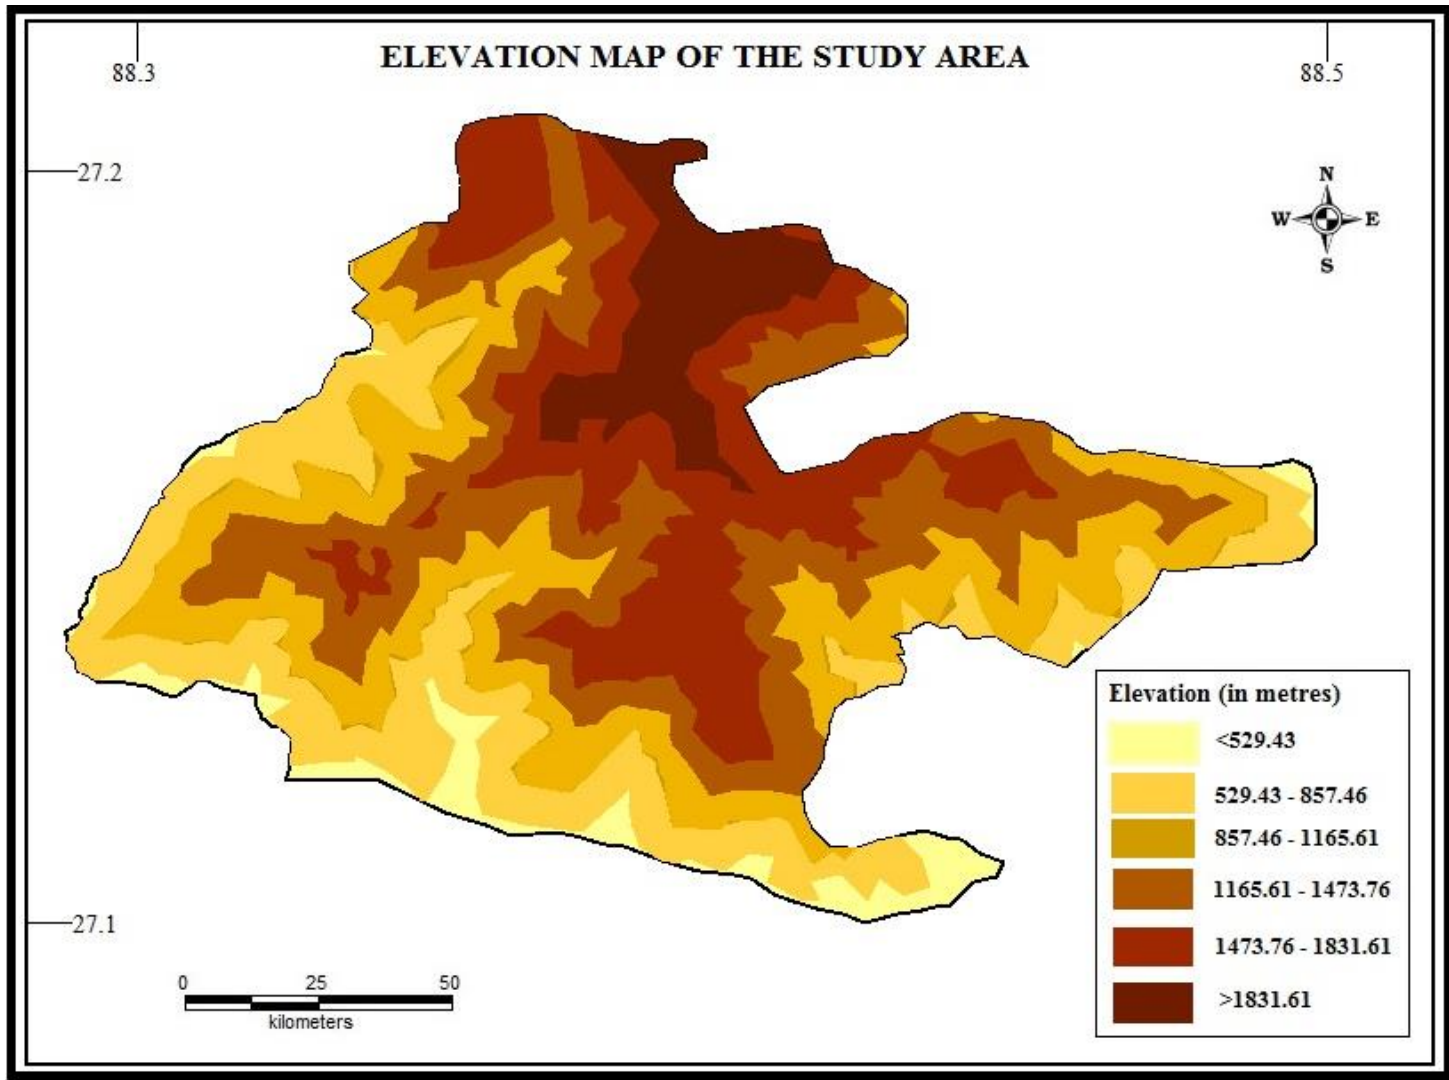 ELEVATION MAP OF THE STUDY AREA
88.3
88.5
27.2
N
W E
S
Elevation (in metres)
<529.43
529.43 - 857.46
857.46 - 1165.61
1165.61 - 1473.76
1473.76 - 1831.61
>1831.61
27.1
0 25 50
kilometers